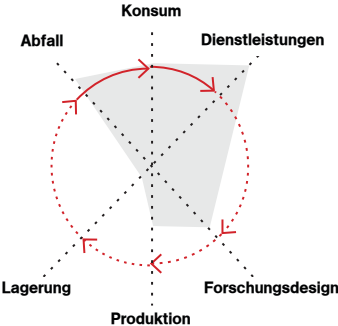 Konsum
Abfall
Dienstleistungen
Lagerung
Forschungsdesign
Produktion